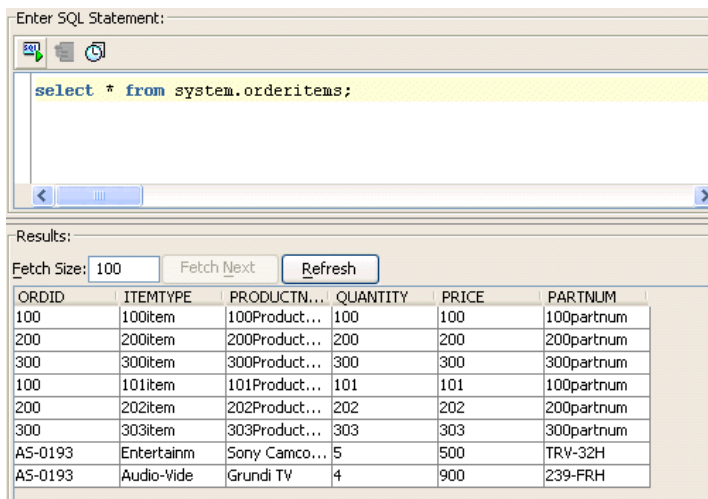 Enter SQL Statement:
SQL
select * from system.orderitems;
Results:
Fetch Size: 100 Fetch Next Refresh
ORDID ITEMTYPE PRODUCTN... QUANTITY PRICE PARTNUM
100 100item 100Product... 100 100 100partnum
200 200item 200Product... 200 200 200partnum
300 300item 300Product... 300 300 300partnum
100 101item 101Product... 101 101 100partnum
200 202item 202Product... 202 202 200partnum
300 303item 303Product... 303 303 300partnum
AS-0193 Entertainm Sony Camco... 5 500 TRV-32H
AS-0193 Audio-Vide Grundi TV 4 900 239-FRH